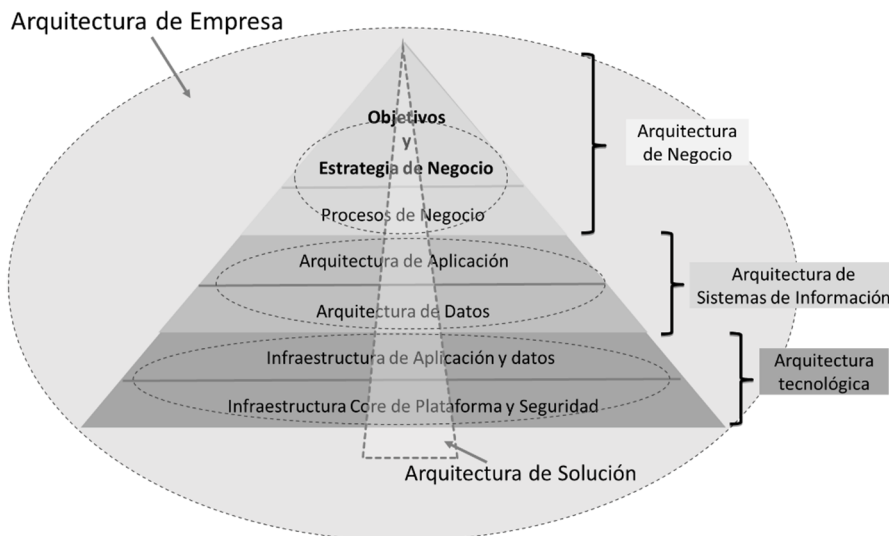 Arquitectura de Empresa
Objetivos
y
Estrategia de Negocio
Procesos de Negocio
Arquitectura
de Negocio
Arquitectura de Aplicación
Arquitectura de Datos
Arquitectura de
Sistemas de Información
Infraestructura de Aplicación y datos
Infraestructura Core de Plataforma y Seguridad
Arquitectura
tecnológica
Arquitectura de Solución